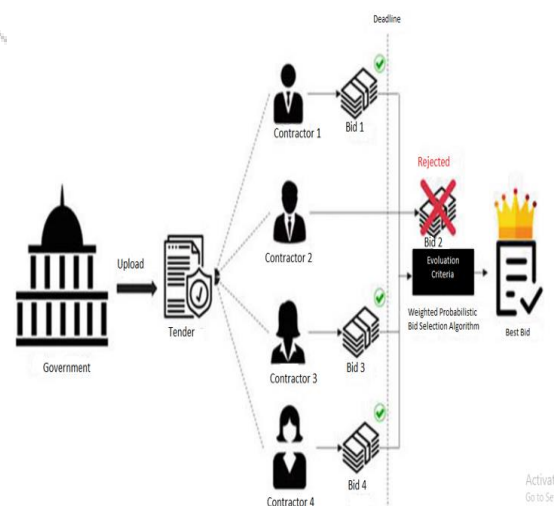 Deadline
Contractor 1
Bid 1
Rejected
Contractor 2
Bid 2
Upload
Evoluation
Criteria
Tender
Weighted Probabilistic
Bid Selection Algorithm
Best Bid
Government
Contractor 3
Bid 3
Contractor 4
Bid 4
Activat
Go to Se